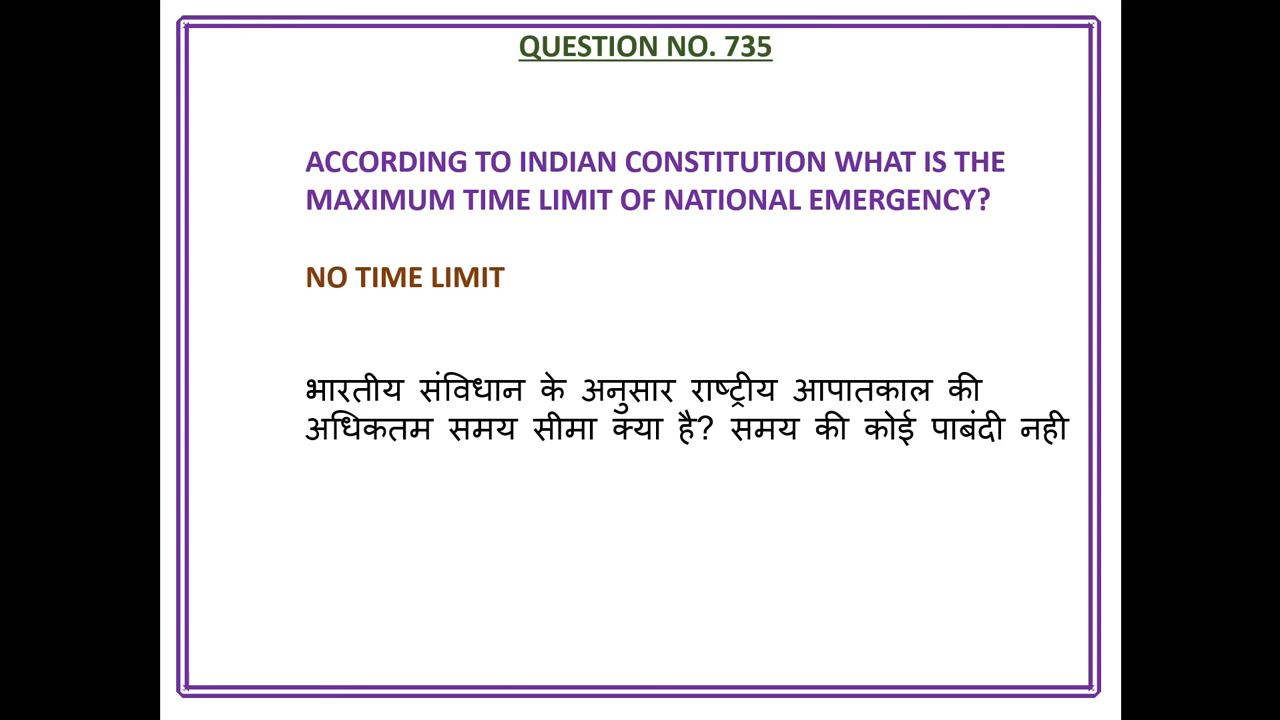 QUESTION NO. 735
ACCORDING TO INDIAN CONSTITUTION WHAT IS THE
MAXIMUM TIME LIMIT OF NATIONAL EMERGENCY?
NO TIME LIMIT
भारतीय संविधान के अनुसार राष्ट्रीय आपातकाल की
अधिकतम समय सीमा क्या है? समय की कोई पाबंदी नही